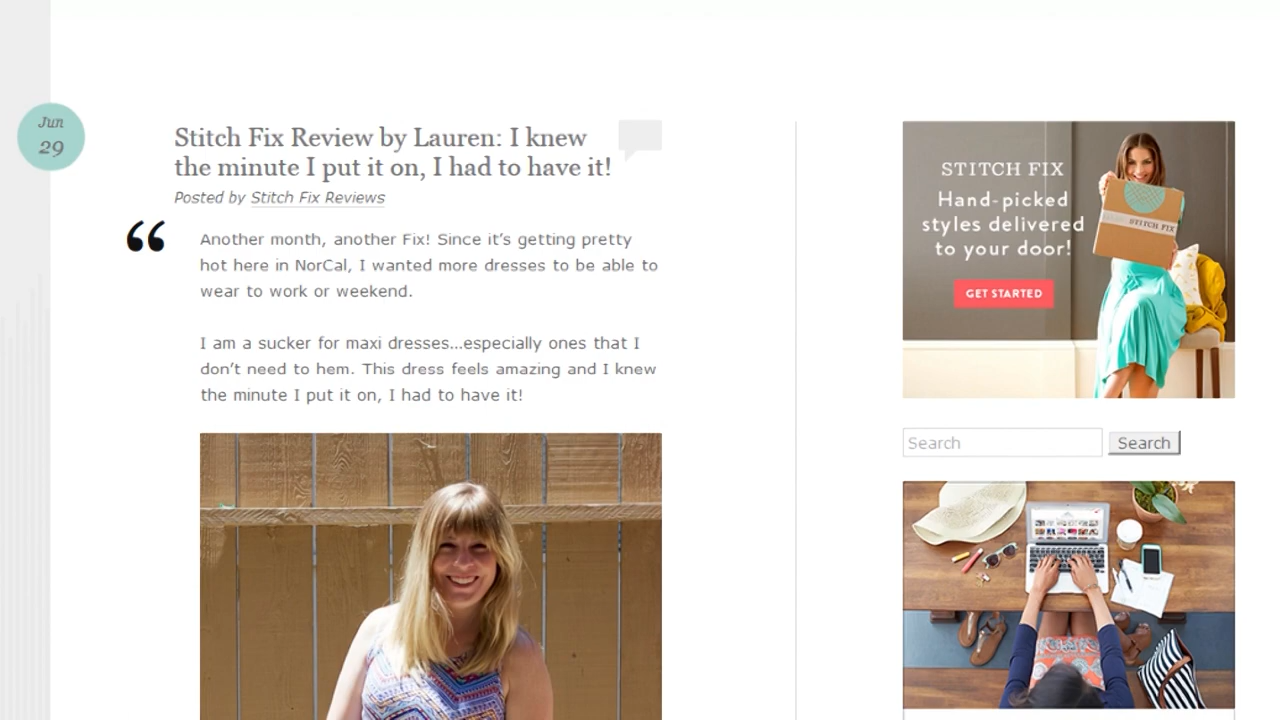 Jun
29
Stitch Fix Review by Lauren: I knew
the minute I put it on, I had to have it!
Posted by Stitch Fix Reviews
“
Another month, another Fix! Since it’s getting pretty
hot here in NorCal, I wanted more dresses to be able to
wear to work or weekend.
I am a sucker for maxi dresses...especially ones that I
don’t need to hem. This dress feels amazing and I knew
the minute I put it on, I had to have it!
STITCH FIX
Hand-picked
styles delivered
to your door!
GET STARTED
STITCH FIX
Search
Search